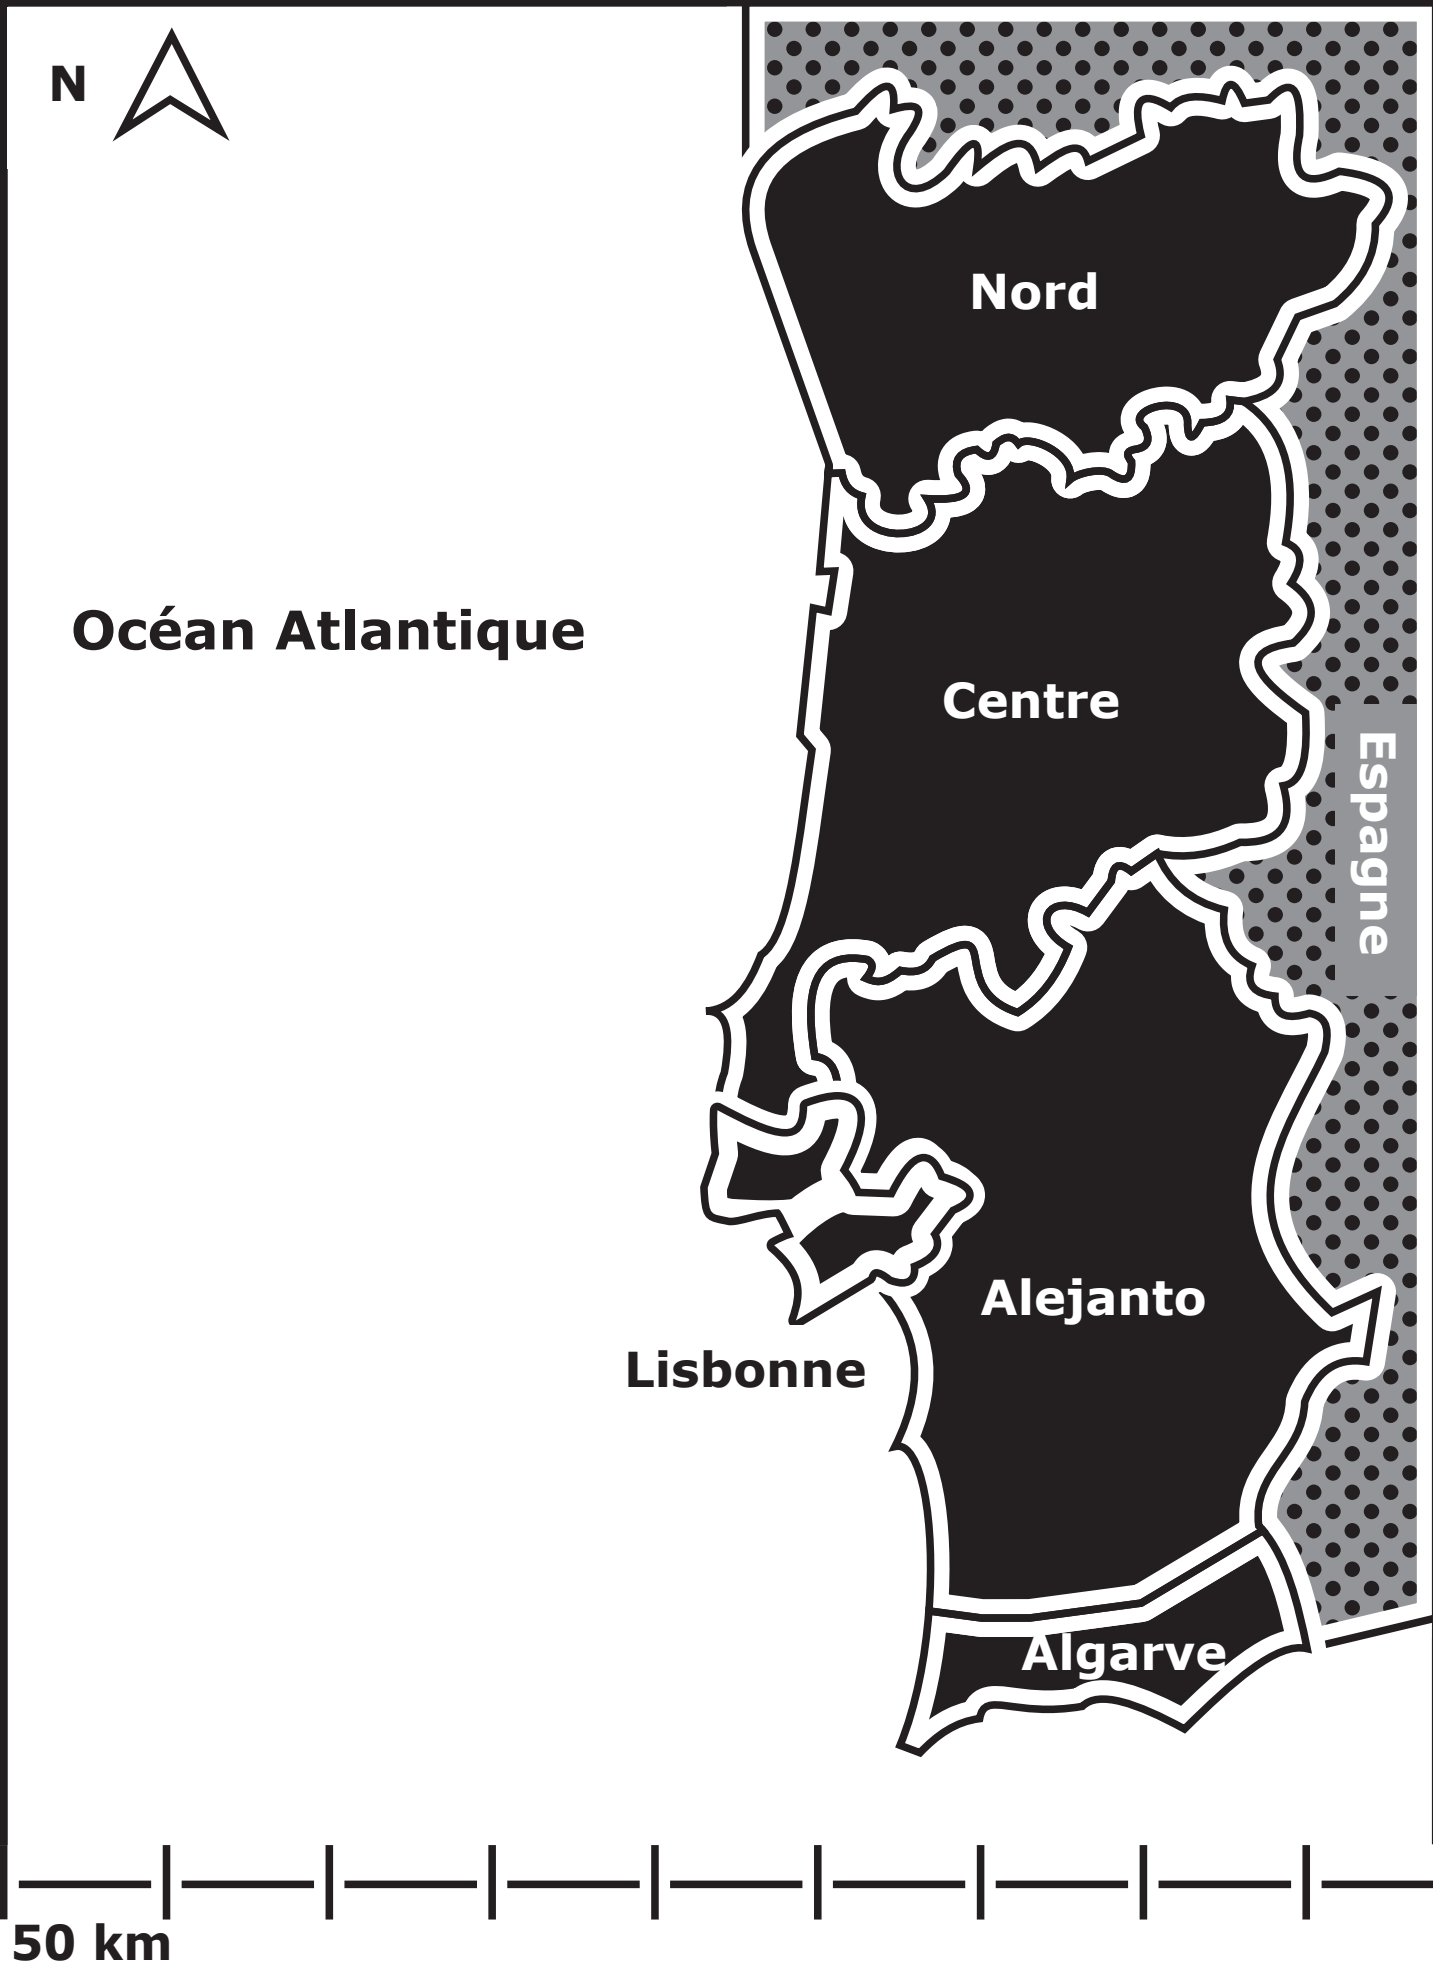 N
Nord
Océan Atlantique
Centre
Espagne
Alejanto
Lisbonne
Algarve
50 km